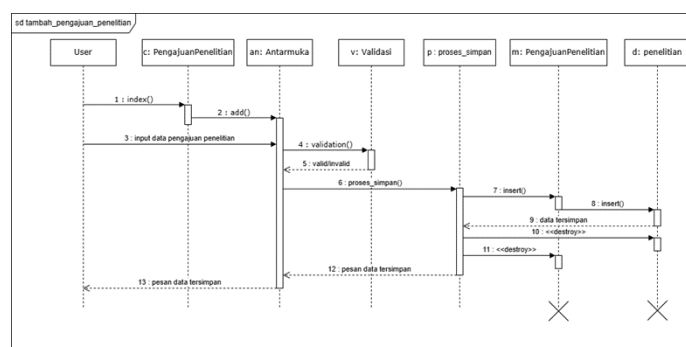 sd tambah_pengajuan_penelitian
User
c: PengajuanPenelitian
an: Antarmuka
v: Validasi
p : proses_simpan
m: PengajuanPenelitian
d: penelitian
1 : index()
2 : add()
3 : input data pengajuan penelitian
4 : validation()
5 : valid/invalid
6 : proses_simpan()
7 : insert()
8 : insert()
9 : data tersimpan
10 : <<destroy>>
11 : <<destroy>>
12 : pesan data tersimpan
13 : pesan data tersimpan